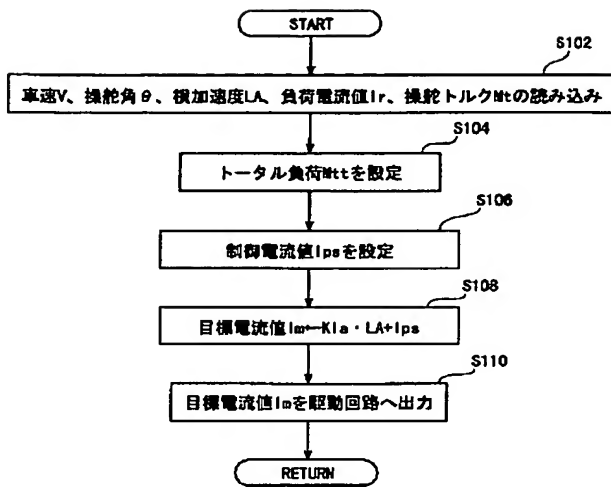 START
S102
車速V、操舵角θ、横加速度LA、負荷電流値Ir、操舵トルクMtの読み込み
S104
トータル負荷Mttを設定
S106
制御電流値Ipsを設定
S108
目標電流値Im←Kla・LA+Ips
S110
目標電流値Imを駆動回路へ出力
RETURN